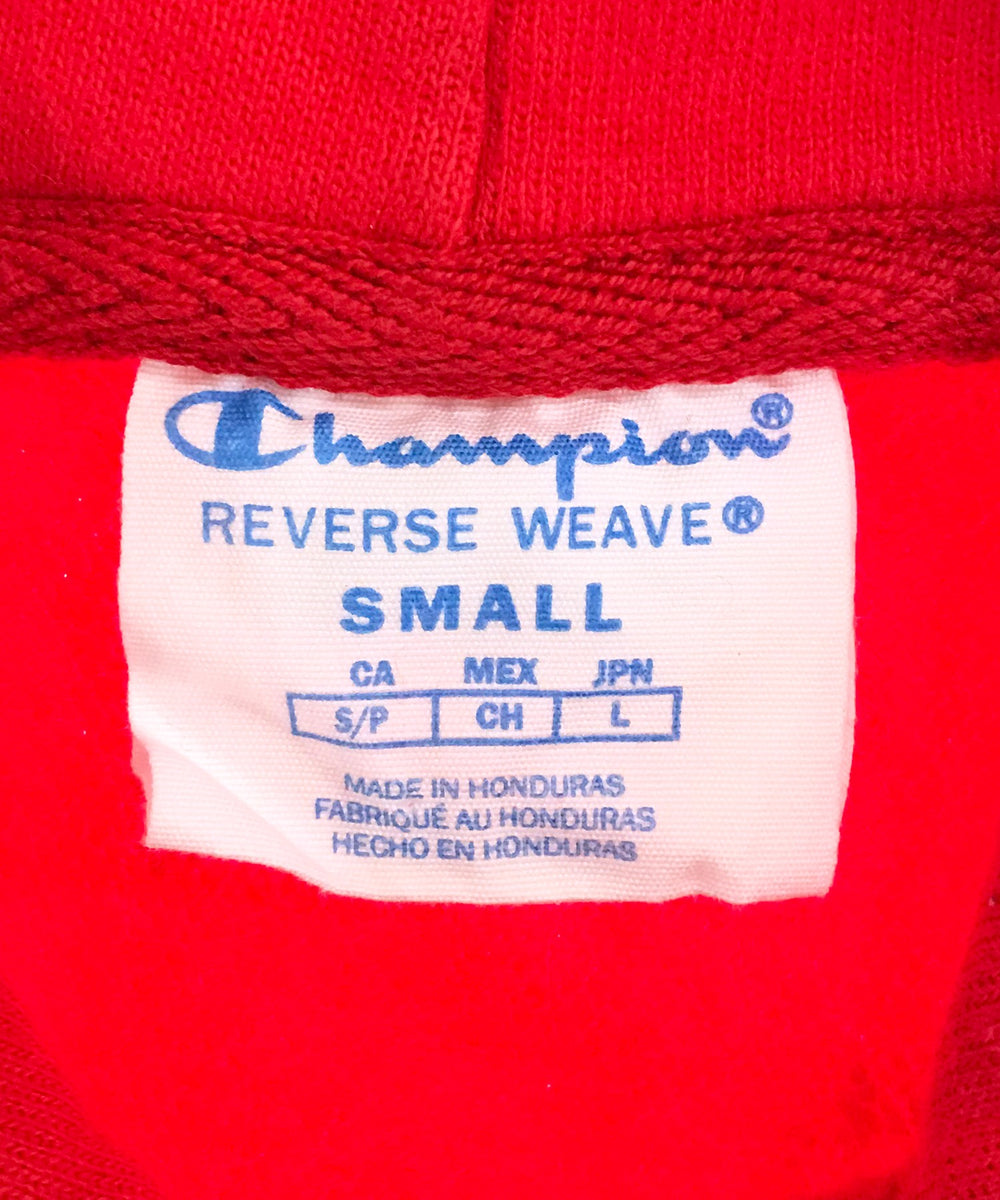 Champion®
REVERSE WEAVE®
SMALL
CA MEX JPN
S/P CH L
MADE IN HONDURAS
FABRIQUÉ AU HONDURAS
HECHO EN HONDURAS